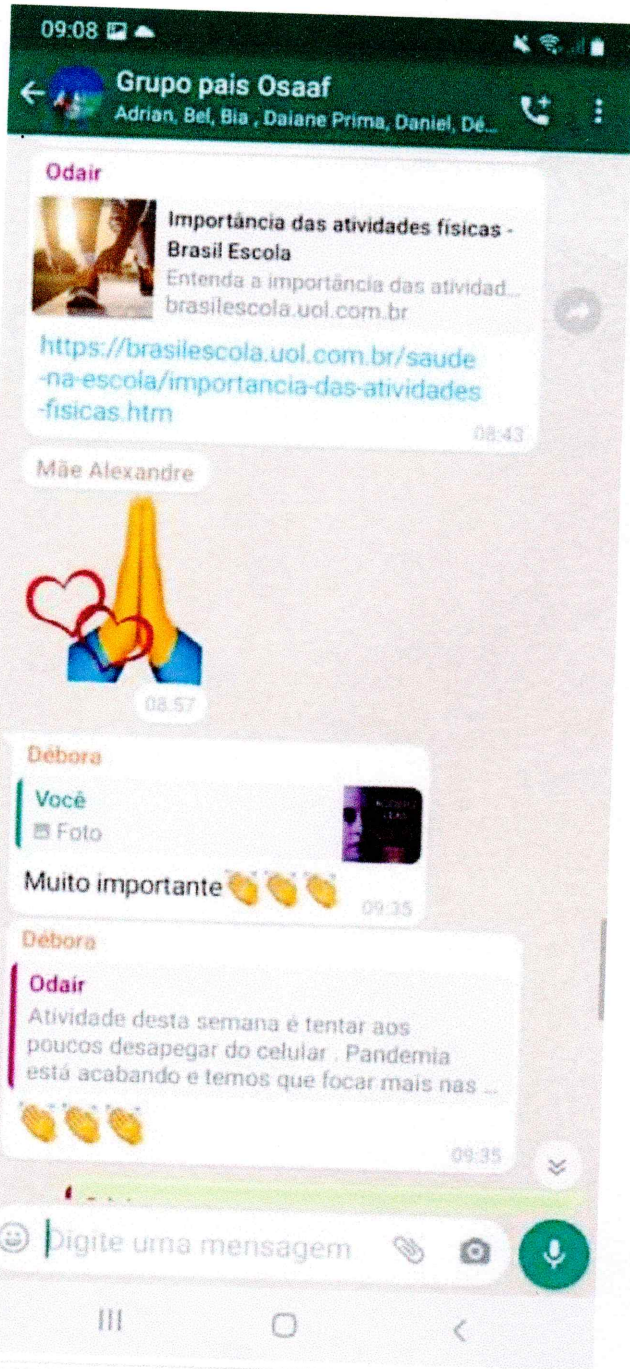 09:08
Grupo pais Osaaf
Adrian, Bel, Bia , Daiane Prima, Daniel, Dé...
Odair
Importância das atividades físicas -
Brasil Escola
Entenda a importância das atividad...
brasilescola.uol.com.br
https://brasilescola.uol.com.br/saude
-na-escola/importancia-das-atividades
-fisicas.htm
08:43
Mãe Alexandre
08:57
Débora
Você
Foto
Muito importante👏👏👏
09:35
Débora
Odair
Atividade desta semana é tentar aos
poucos desapegar do celular . Pandemia
está acabando e temos que focar mais nas ...
👏👏👏
09:35
Digite uma mensagem